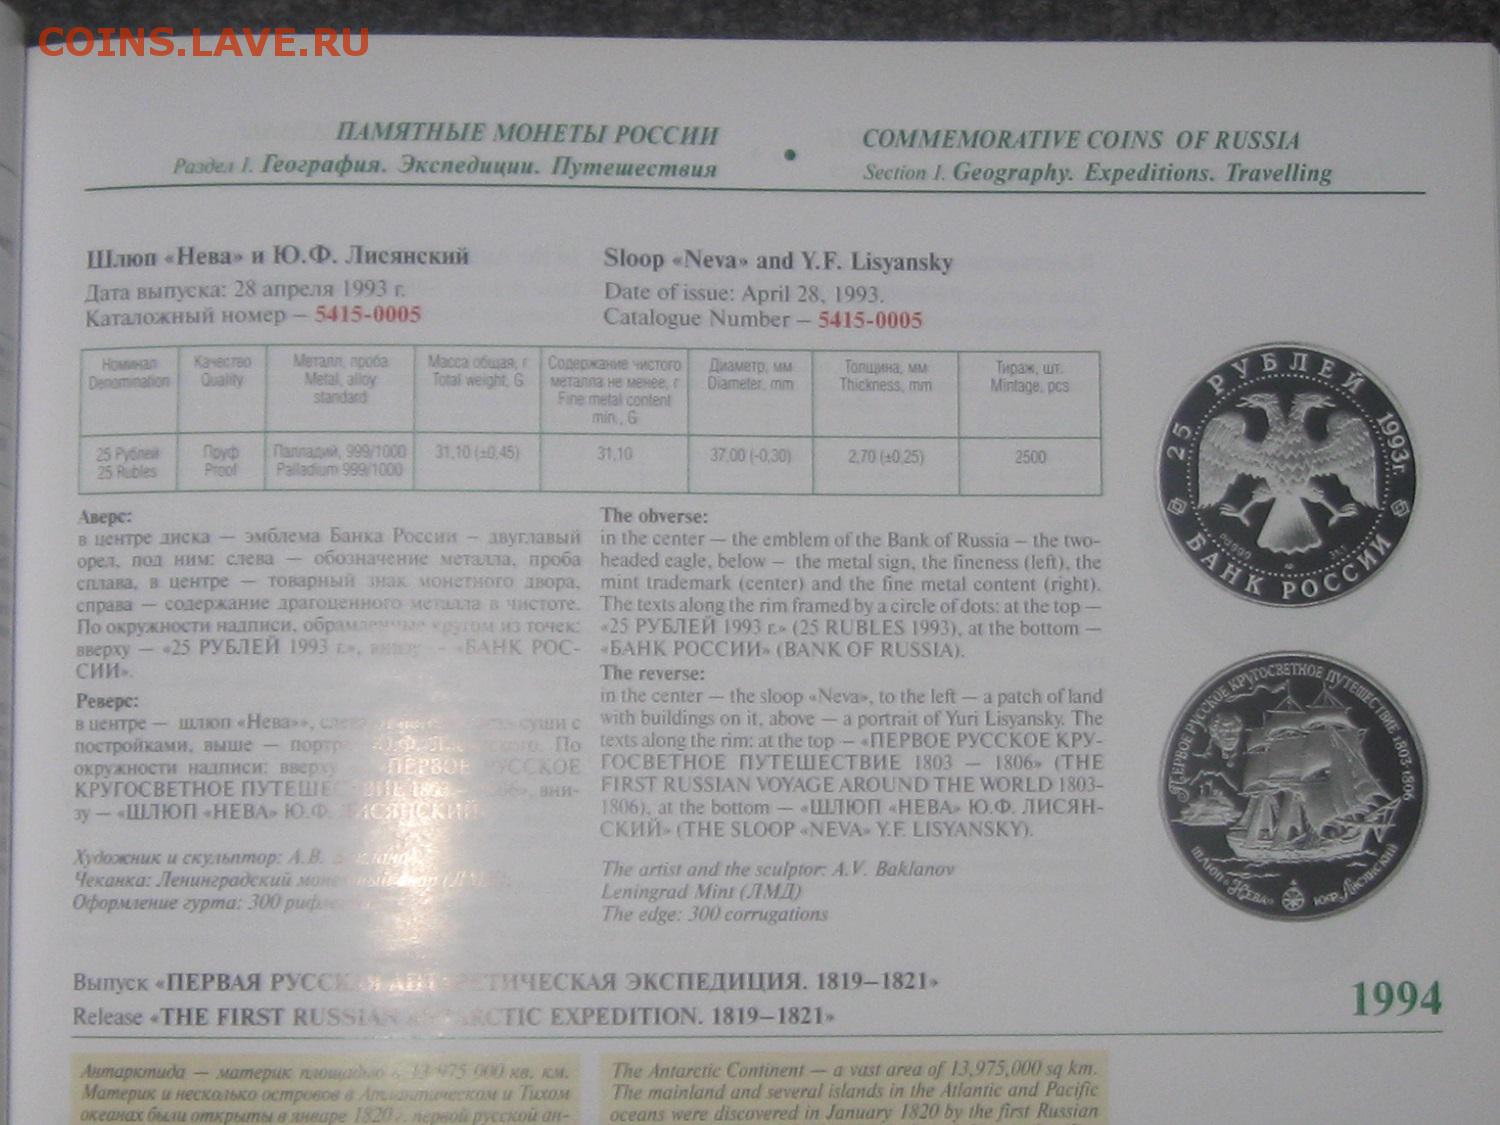 COINS.LAVE.RU
ПАМЯТНЫЕ МОНЕТЫ РОССИИ
Раздел I. География. Экспедиции. Путешествия
•
COMMEMORATIVE COINS OF RUSSIA
Section I. Geography. Expeditions. Travelling
Шлюп «Нева» и Ю.Ф. Лисянский
Дата выпуска: 28 апреля 1993 г.
Каталожный номер – 5415-0005
Sloop «Neva» and Y.F. Lisyansky
Date of issue: April 28, 1993.
Catalogue Number – 5415-0005
Номинал
Denomination
Качество
Quality
Металл, проба
Metal, alloy
standard
Масса общая, г
Total weight, G
Содержание чистого
металла не менее, г
Fine metal content
min., G
Диаметр, мм
Diameter, mm
Толщина, мм
Thickness, mm
Тираж, шт.
Mintage, pcs
25 Рублей
25 Rubles
Пруф
Proof
Палладий, 999/1000
Palladium 999/1000
31,10 (±0,45)
31,10
37,00 (-0,30)
2,70 (±0,25)
2500
Аверс:
в центре диска — эмблема Банка России – двуглавый
орел, под ним: слева — обозначение металла, проба
сплава, в центре — товарный знак монетного двора,
справа — содержание драгоценного металла в чистоте.
По окружности надписи, обрамленные кругом из точек:
вверху — «25 РУБЛЕЙ 1993 г.», внизу — «БАНК РОС-
СИИ».
Реверс:
в центре — шлюп «Нева»», слева суши с
постройками, выше — По
окружности надписи: вверху «ПЕРВОЕ РУССКОЕ
КРУГОСВЕТНОЕ вни-
зу — «ШЛЮП «НЕВА» Ю.Ф. ЛИСЯНСКИЙ
Художник и скульптор: А.В.
Чеканка: Ленинградский
Оформление гурта: 300
The obverse:
in the center — the emblem of the Bank of Russia — the two-
headed eagle, below — the metal sign, the fineness (left), the
mint trademark (center) and the fine metal content (right).
The texts along the rim framed by a circle of dots: at the top —
«25 РУБЛЕЙ 1993 г.» (25 RUBLES 1993), at the bottom —
«БАНК РОССИИ» (BANK OF RUSSIA).
The reverse:
in the center — the sloop «Neva», to the left — a patch of land
with buildings on it, above — a portrait of Yuri Lisyansky. The
texts along the rim: at the top — «ПЕРВОЕ РУССКОЕ КРУ-
ГОСВЕТНОЕ ПУТЕШЕСТВИЕ 1803 — 1806» (THE
FIRST RUSSIAN VOYAGE AROUND THE WORLD 1803-
1806), at the bottom — «ШЛЮП «НЕВА» Ю.Ф. ЛИСЯН-
СКИЙ» (THE SLOOP «NEVA» Y.F. LISYANSKY).
The artist and the sculptor: A.V. Baklanov
Leningrad Mint (ЛМД)
The edge: 300 corrugations
25 РУБЛЕЙ 1993г.
БАНК РОССИИ
ПЕРВОЕ РУССКОЕ КРУГОСВЕТНОЕ ПУТЕШЕСТВИЕ 1803-1806
ШЛЮП «НЕВА» Ю.Ф. ЛИСЯНСКИЙ
Выпуск «ПЕРВАЯ РУССКАЯ АНТАРКТИЧЕСКАЯ ЭКСПЕДИЦИЯ. 1819–1821»
Release «THE FIRST RUSSIAN ANTARCTIC EXPEDITION. 1819–1821»
1994
Антарктида — материк площадью в 13 975 000 кв. км.
Материк и несколько островов в Атлантическом и Тихом
океанах были открыты в январе 1820 г. первой русской ан-
The Antarctic Continent — a vast area of 13,975,000 sq km.
The mainland and several islands in the Atlantic and Pacific
oceans were discovered in January 1820 by the first Russian